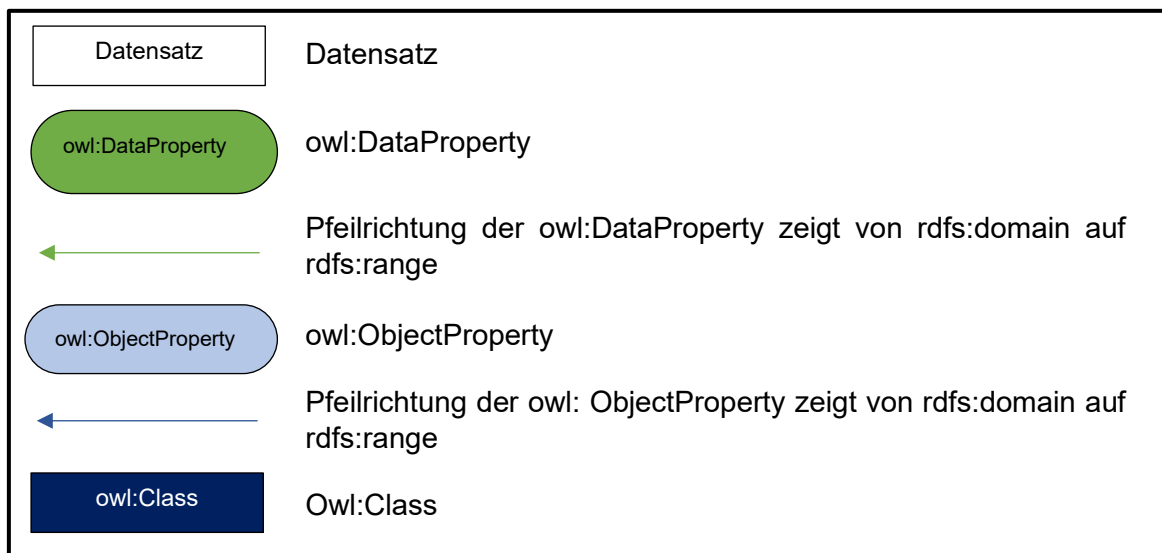 Datensatz Datensatz
owl:DataProperty owl:DataProperty
Pfeilrichtung der owl:DataProperty zeigt von rdfs:domain auf
rdfs:range
owl:ObjectProperty owl:ObjectProperty
Pfeilrichtung der owl: ObjectProperty zeigt von rdfs:domain auf
rdfs:range
owl:Class Owl:Class